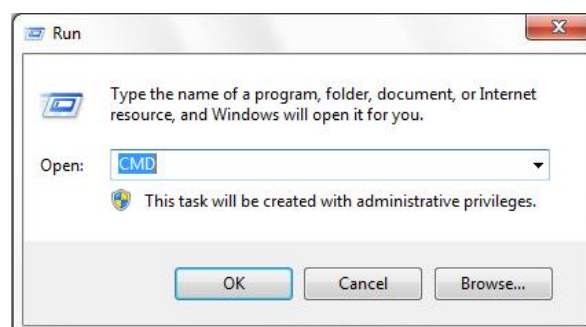 Run
Type the name of a program, folder, document, or Internet
resource, and Windows will open it for you.
Open: CMD
This task will be created with administrative privileges.
OK Cancel Browse...